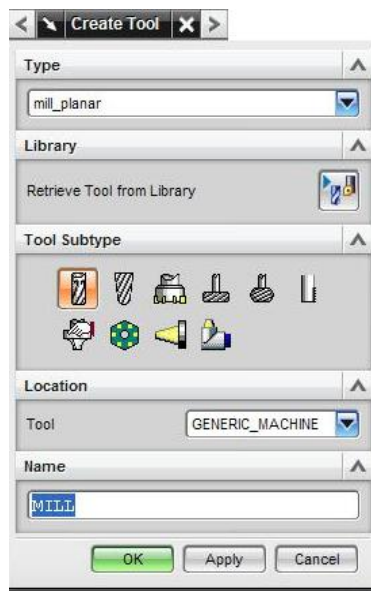 Create Tool
Type
mill_planar
Library
Retrieve Tool from Library
Tool Subtype
Location
Tool GENERIC_MACHINE
Name
MILL
OK Apply Cancel